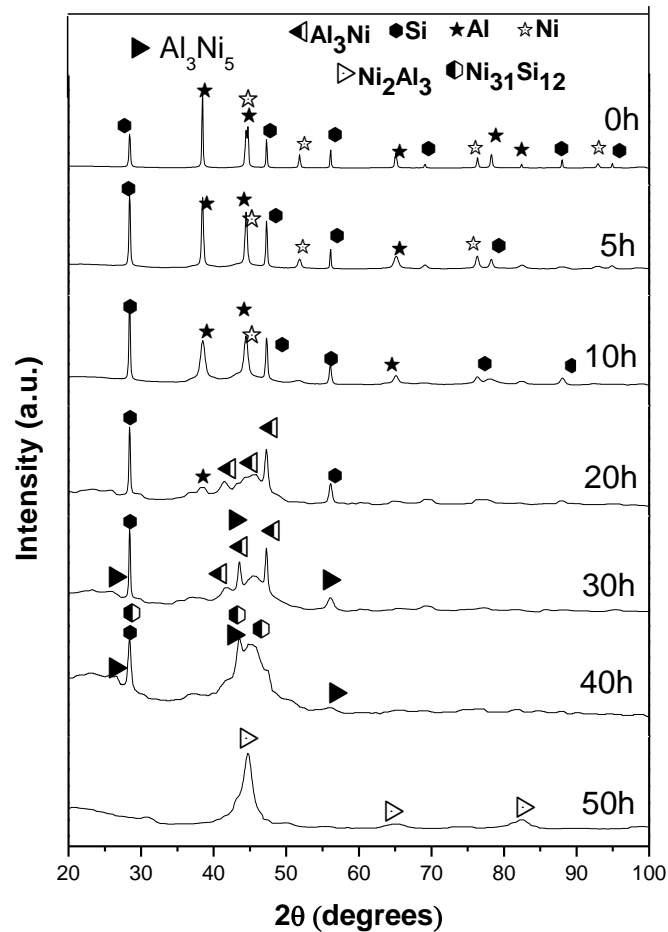 Al3Ni Si Al Ni
Al3Ni5
Ni2Al3 Ni31Si12
0h
5h
10h
20h
30h
40h
50h
Intensity (a.u.)
20 30 40 50 60 70 80 90 100
2θ (degrees)